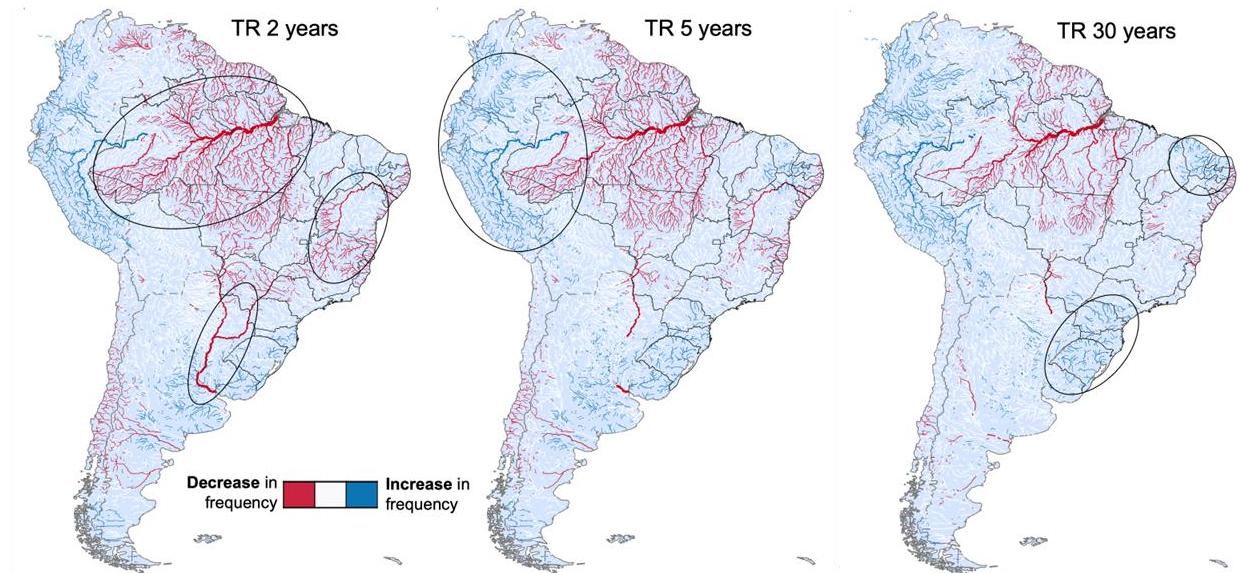 TR 2 years
TR 5 years
TR 30 years
Decrease in
frequency
Increase in
frequency